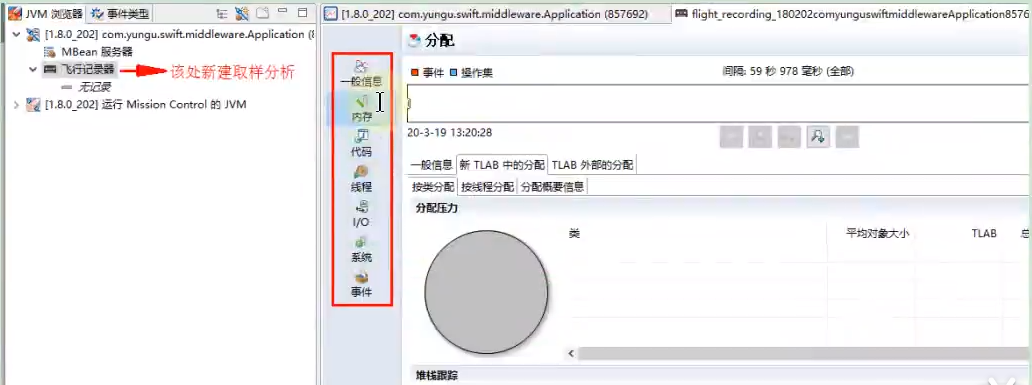 JVM 浏览器 事件类型
[1.8.0_202] com.yungu.swift.middleware.Application (8
MBean 服务器
飞行记录器 该处新建取样分析
无记录
[1.8.0_202] 运行 Mission Control 的 JVM
[1.8.0_202] com.yungu.swift.middleware.Application (857692)
flight_recording_180202comyunguswiftmiddlewareApplication8576
分配
一般信息
内存
代码
线程
I/O
系统
事件
事件 操作集 间隔: 59 秒 978 毫秒 (全部)
20-3-19 13:20:28
一般信息 新 TLAB 中的分配 TLAB 外部的分配
按类分配 按线程分配 分配概要信息
分配压力
类 平均对象大小 TLAB 总
堆栈跟踪